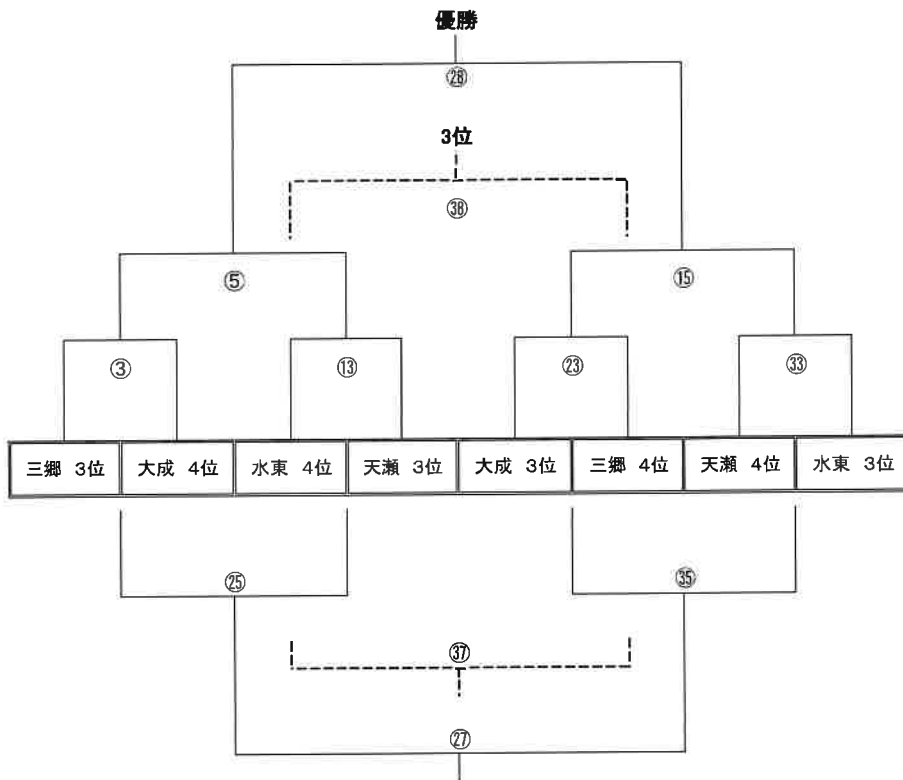 優勝
㉘
3位
㊳
⑤ ⑮
③ ⑬ ㉓ ㉝
三郷 3位 大成 4位 水東 4位 天瀬 3位 大成 3位 三郷 4位 天瀬 4位 水東 3位
㉕ ㉟
㊲
㉗